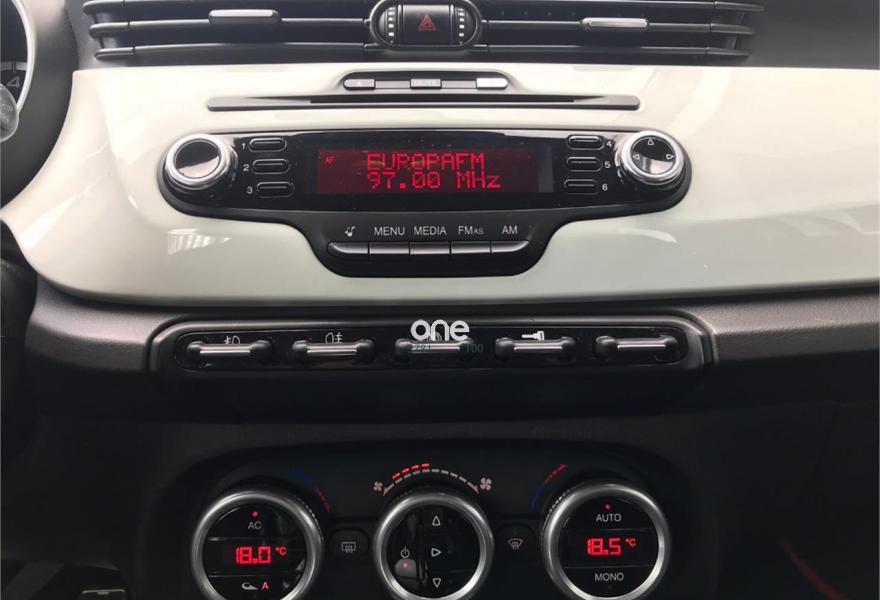 1
2
3
4
5
6
AF
EUROPAFM
97.00 MHz
MENU MEDIA FMAS AM
one
100
AC
18.0 °C
A
AUTO
18.5 °C
MONO